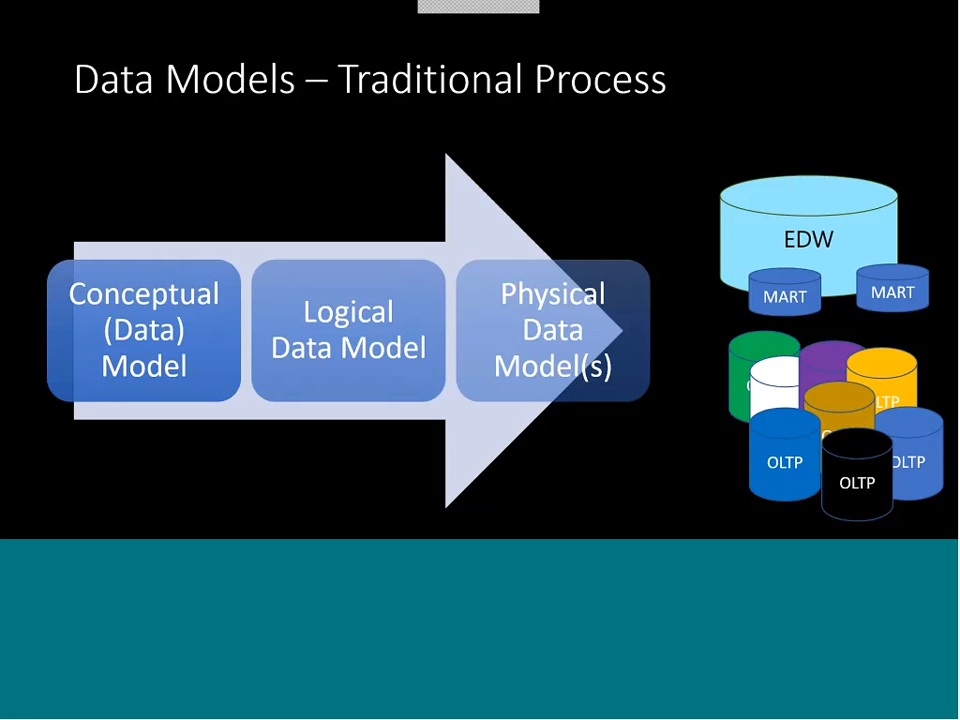 Data Models – Traditional Process
Conceptual
(Data)
Model
Logical
Data Model
Physical
Data
Model(s)
EDW
MART
MART
OLTP
OLTP
OLTP